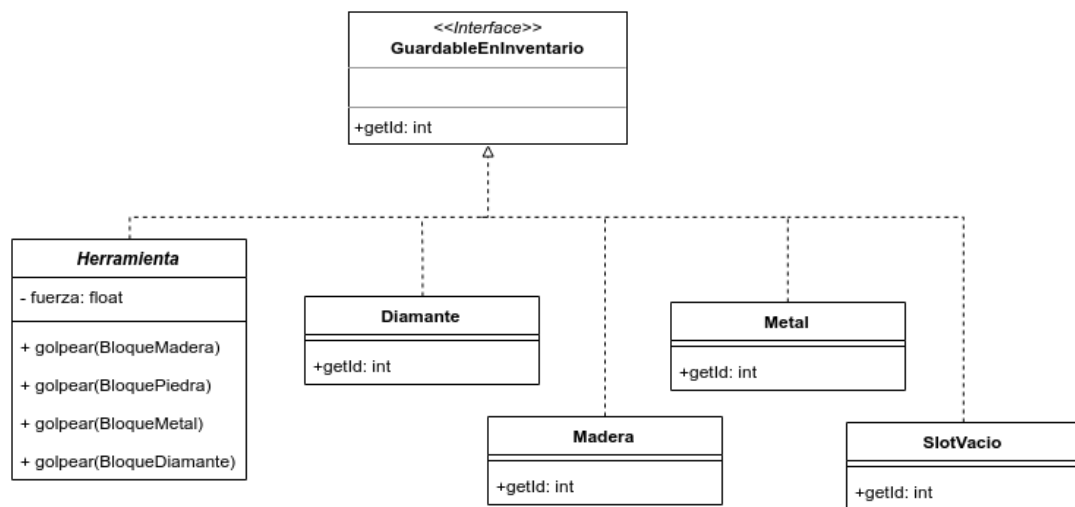 <<Interface>>
GuardableEnInventario
+getId: int
Herramienta
- fuerza: float
+ golpear(BloqueMadera)
+ golpear(BloquePiedra)
+ golpear(BloqueMetal)
+ golpear(BloqueDiamante)
Diamante
+getId: int
Madera
+getId: int
Metal
+getId: int
SlotVacio
+getId: int